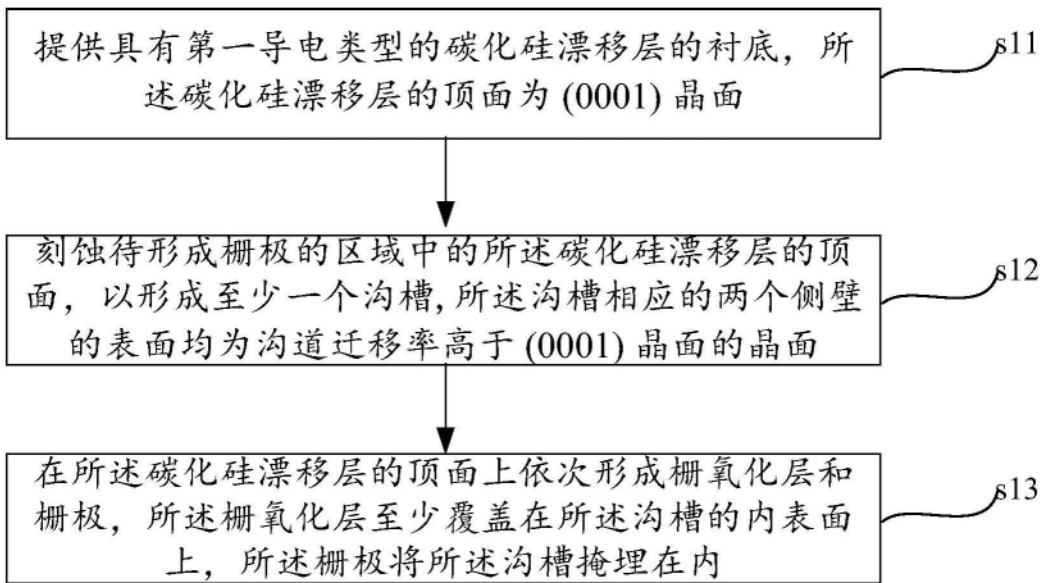 提供具有第一导电类型的碳化硅漂移层的衬底，所
述碳化硅漂移层的顶面为 (0001) 晶面
s11
刻蚀待形成栅极的区域中的所述碳化硅漂移层的顶
面，以形成至少一个沟槽,所述沟槽相应的两个侧壁
的表面均为沟道迁移率高于 (0001) 晶面的晶面
s12
在所述碳化硅漂移层的顶面上依次形成栅氧化层和
栅极，所述栅氧化层至少覆盖在所述沟槽的内表面
上，所述栅极将所述沟槽掩埋在内
s13